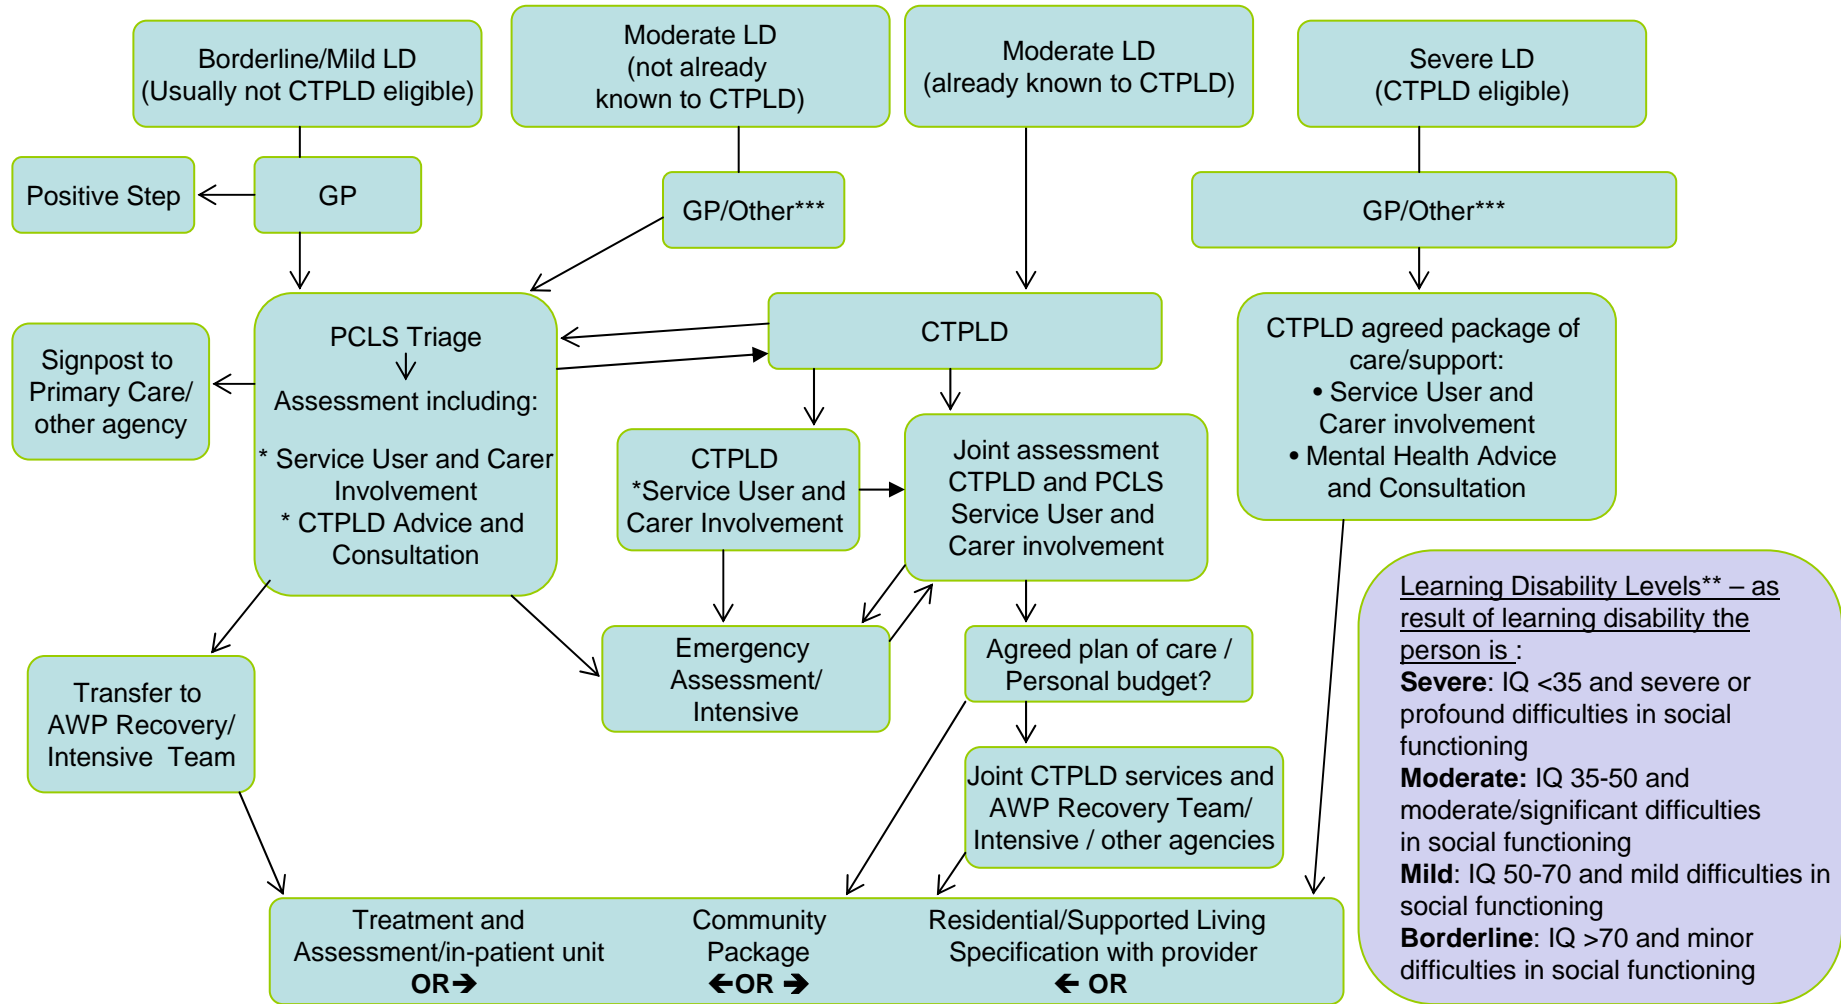 Borderline/Mild LD
(Usually not CTPLD eligible)
Moderate LD
(not already
known to CTPLD)
Moderate LD
(already known to CTPLD)
Severe LD
(CTPLD eligible)
Positive Step
GP
GP/Other***
GP/Other***
Signpost to
Primary Care/
other agency
PCLS Triage
Assessment including:
* Service User and Carer
Involvement
* CTPLD Advice and
Consultation
CTPLD
CTPLD
*Service User and
Carer Involvement
Joint assessment
CTPLD and PCLS
Service User and
Carer involvement
CTPLD agreed package of
care/support:
• Service User and
Carer involvement
• Mental Health Advice
and Consultation
Transfer to
AWP Recovery/
Intensive Team
Emergency
Assessment/
Intensive
Agreed plan of care /
Personal budget?
Joint CTPLD services and
AWP Recovery Team/
Intensive / other agencies
Treatment and
Assessment/in-patient unit
OR➔
Community
Package
←OR ➔
Residential/Supported Living
Specification with provider
← OR
Learning Disability Levels** – as
result of learning disability the
person is :
Severe: IQ <35 and severe or
profound difficulties in social
functioning
Moderate: IQ 35-50 and
moderate/significant difficulties
in social functioning
Mild: IQ 50-70 and mild difficulties in
social functioning
Borderline: IQ >70 and minor
difficulties in social functioning